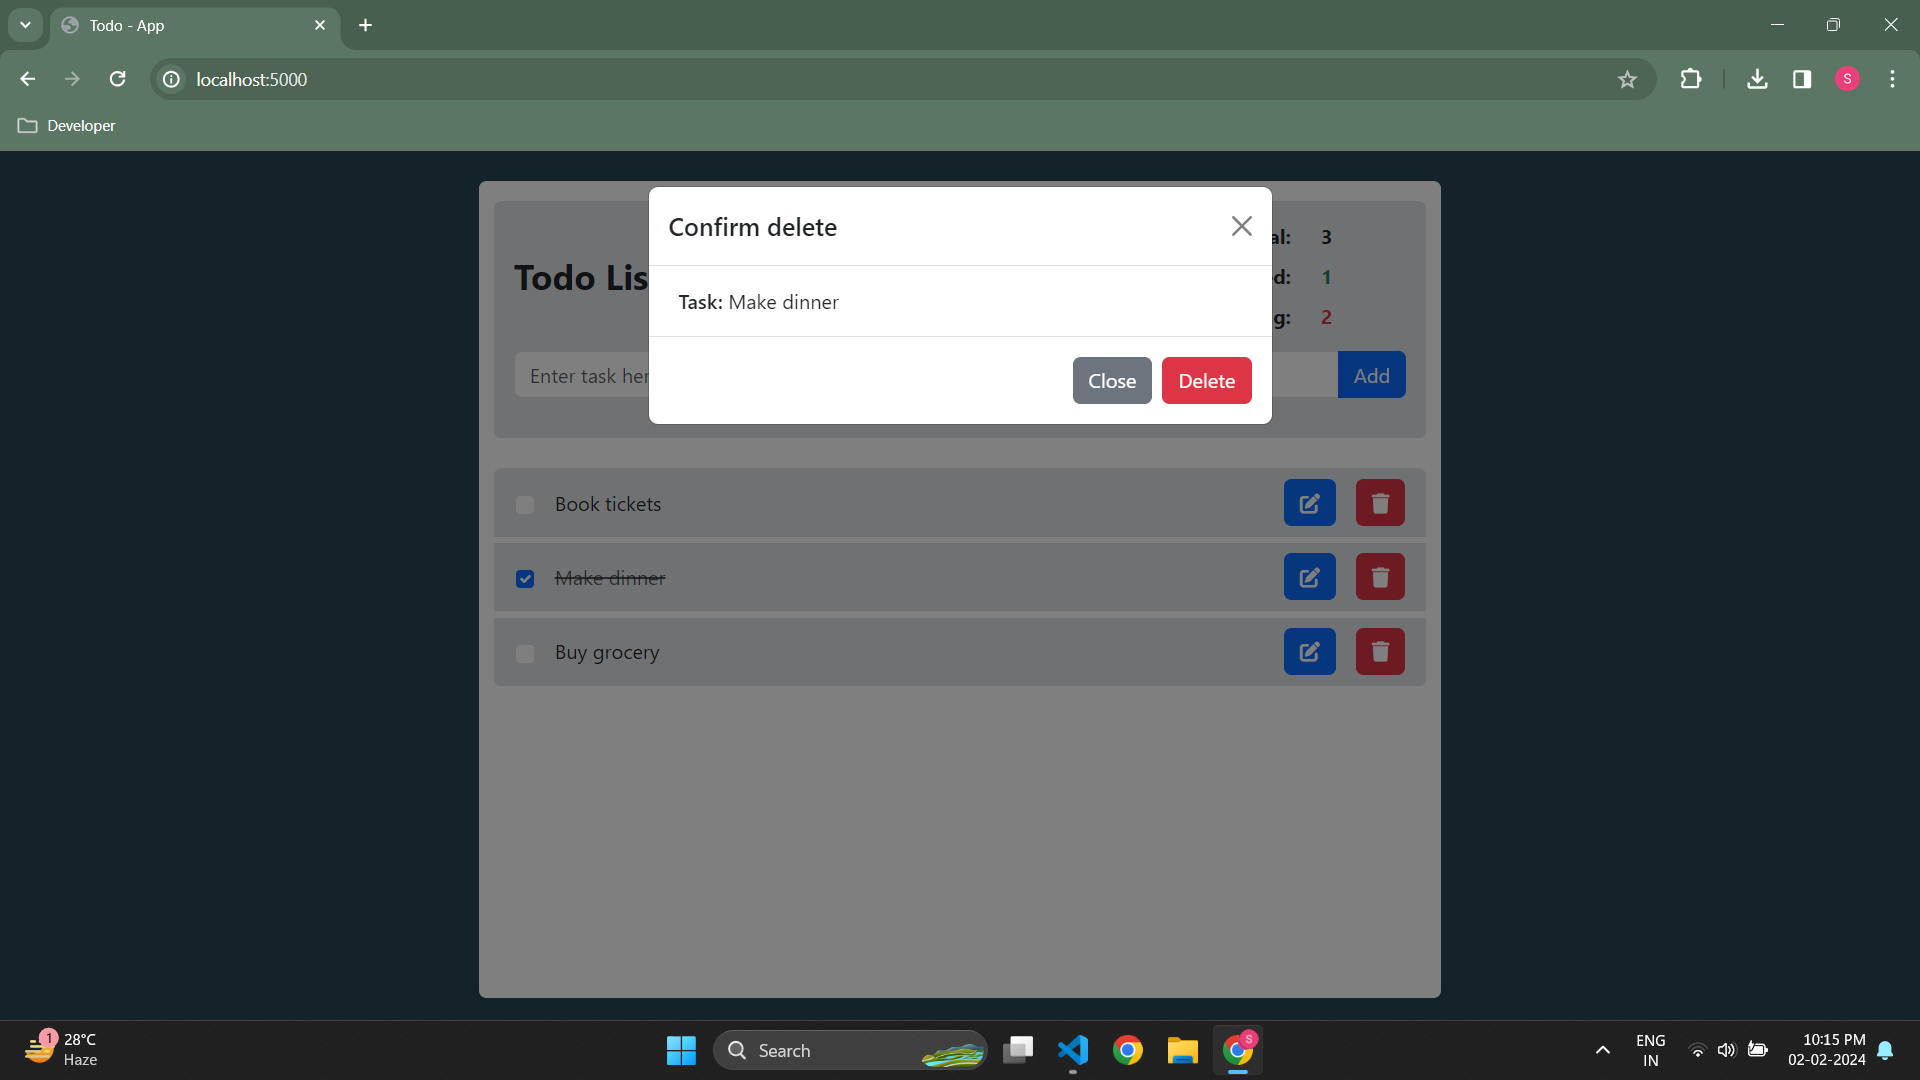 Todo - App
localhost:5000
S
Developer
Confirm delete
al: 3
Todo Lis
d: 1
Task: Make dinner
g: 2
Enter task her
Close Delete
Add
Book tickets
Make dinner
Buy grocery
1
28°C
Haze
Search
S
ENG
IN
10:15 PM
02-02-2024